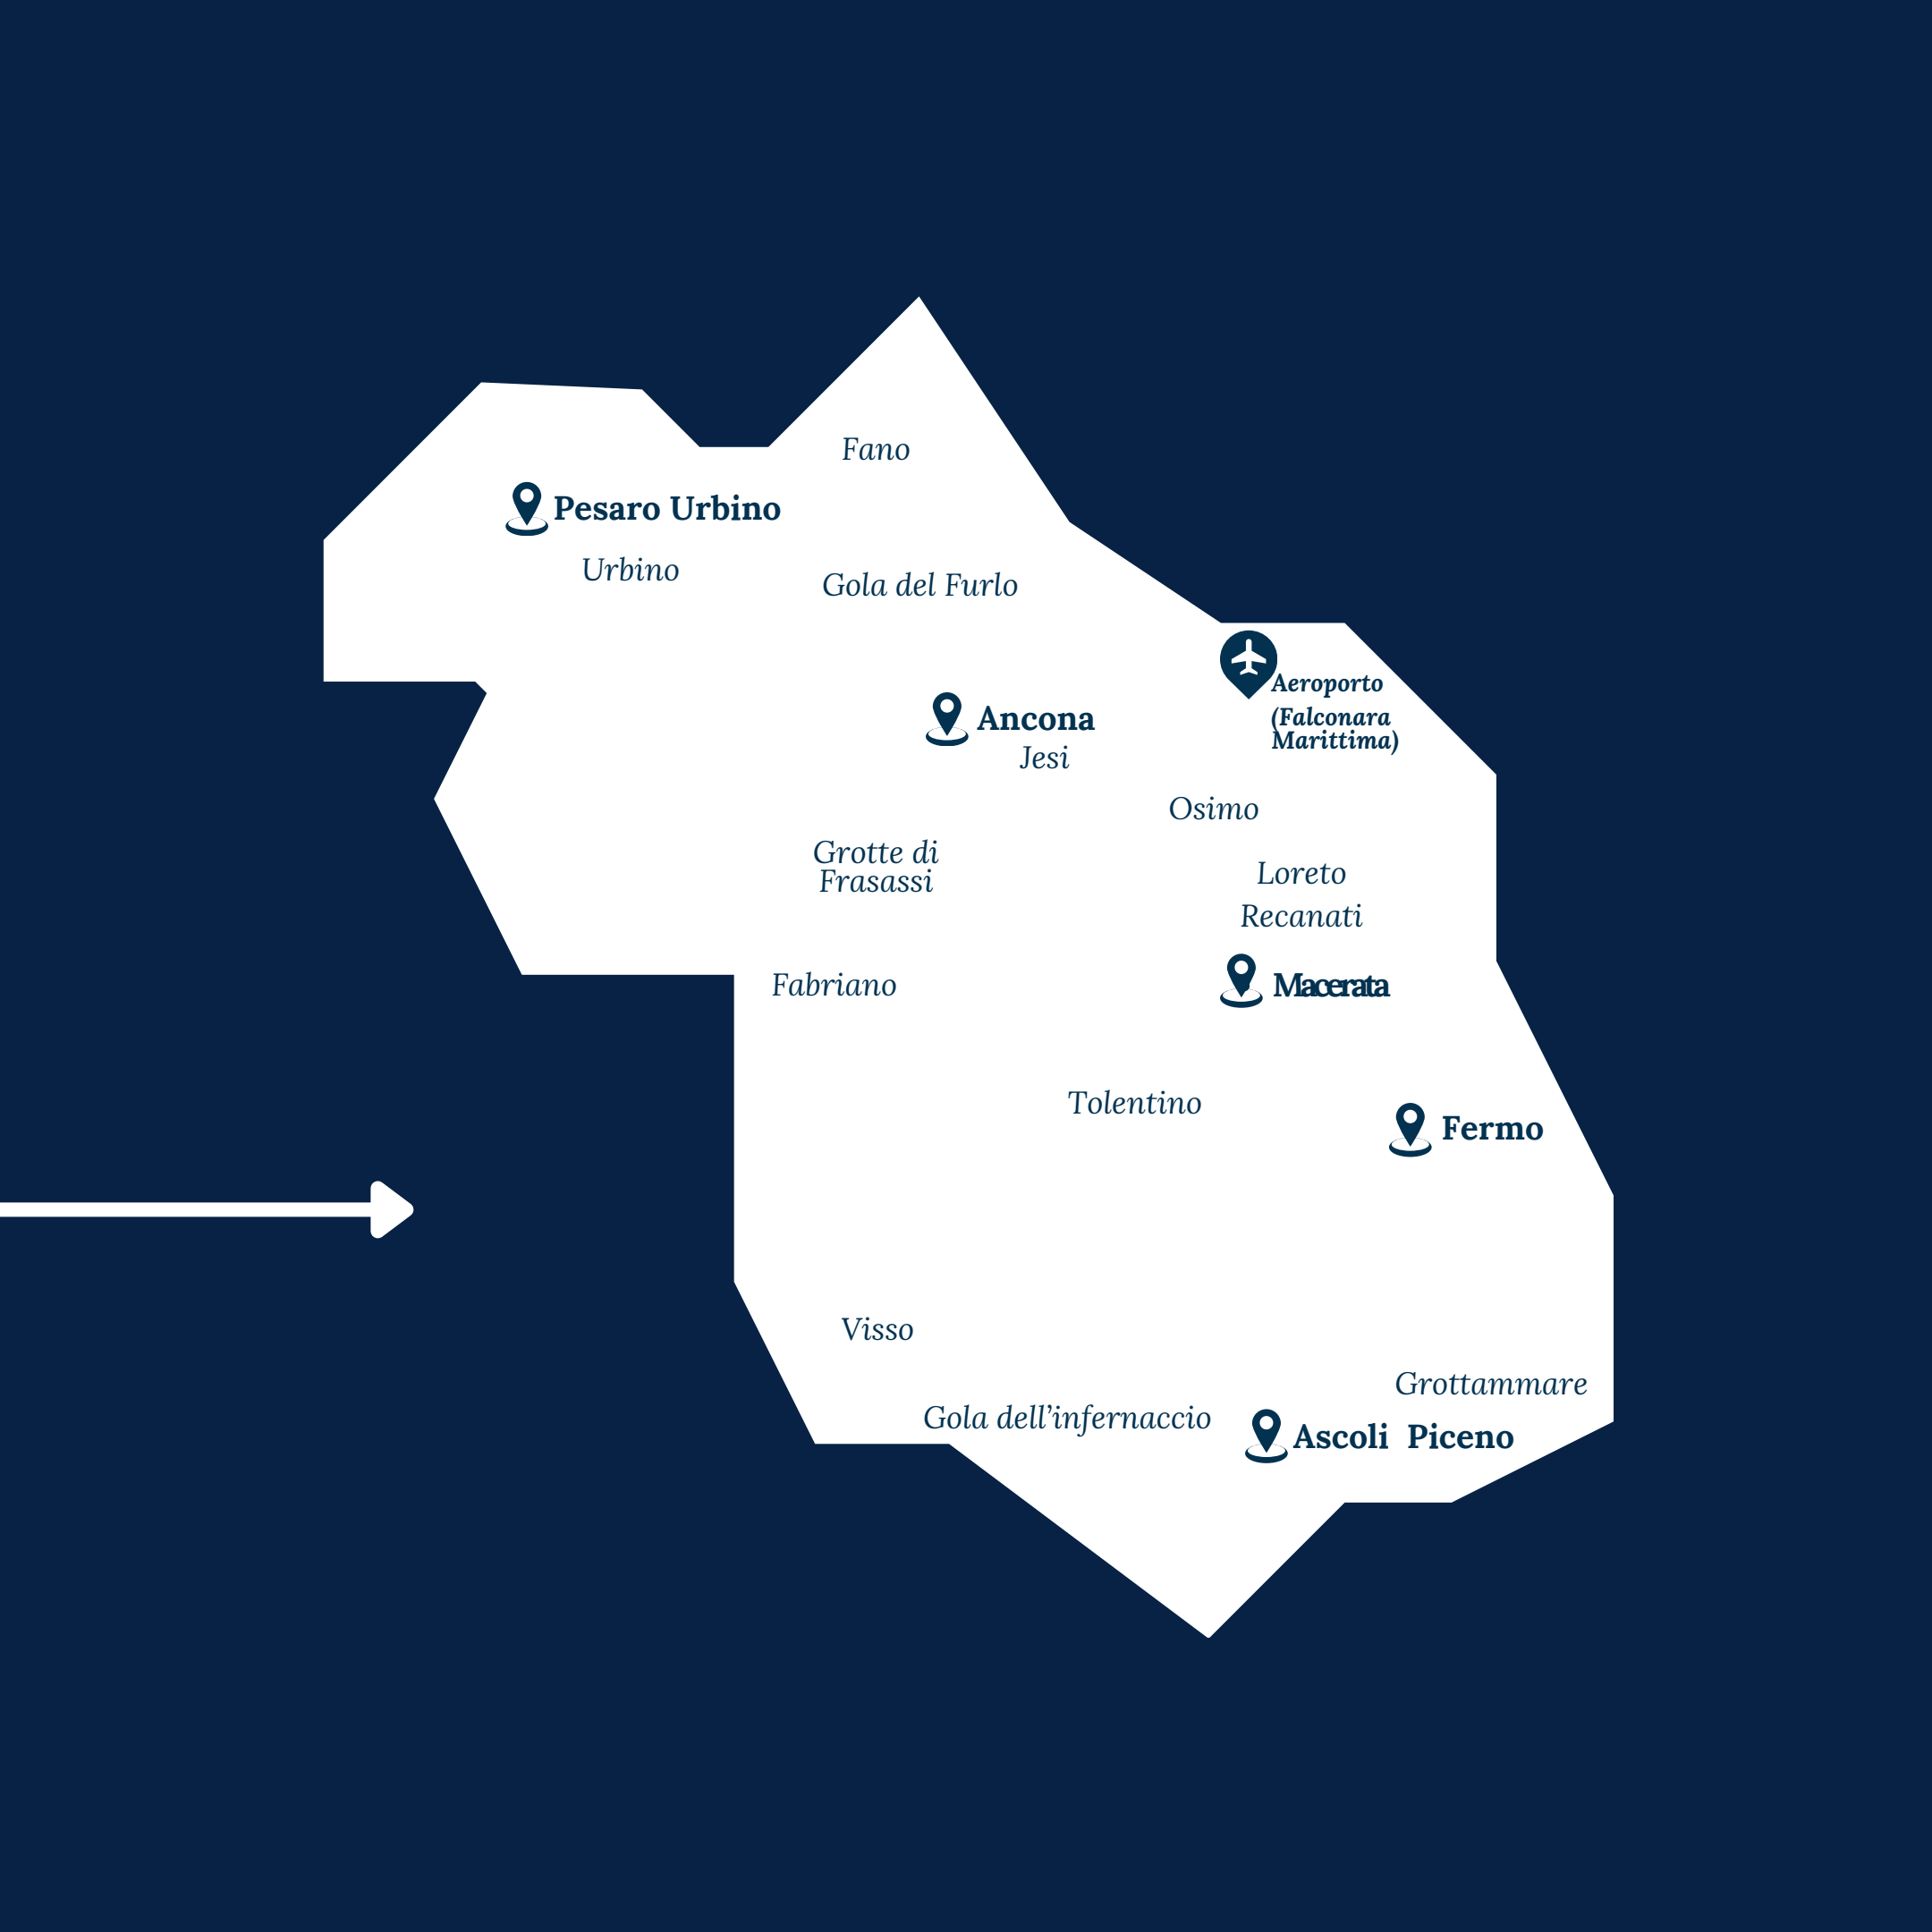 Fano
Pesaro Urbino
Urbino
Gola del Furlo
Aeroporto
(Falconara
Marittima)
Ancona
Jesi
Osimo
Grotte di
Frasassi
Loreto
Recanati
Fabriano
Macerata
Tolentino
Fermo
Visso
Grottammare
Gola dell’infernaccio
Ascoli Piceno